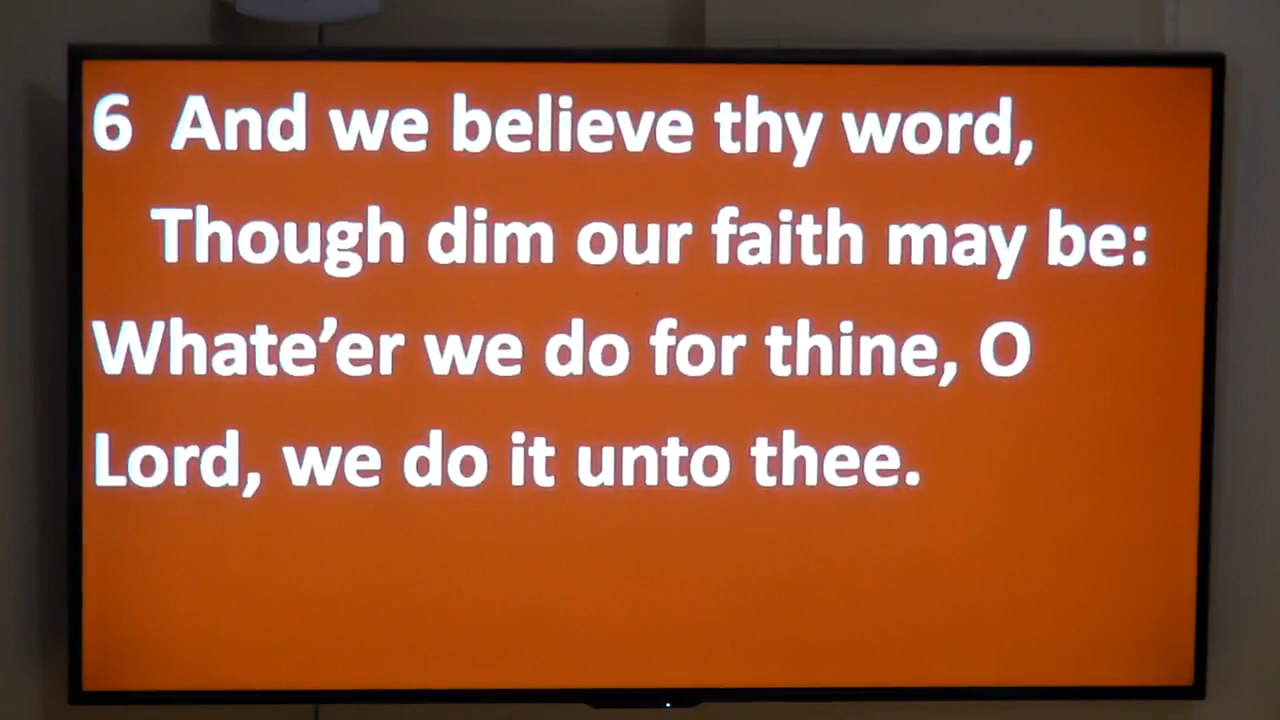 6 And we believe thy word,
Though dim our faith may be:
Whate’er we do for thine, O
Lord, we do it unto thee.